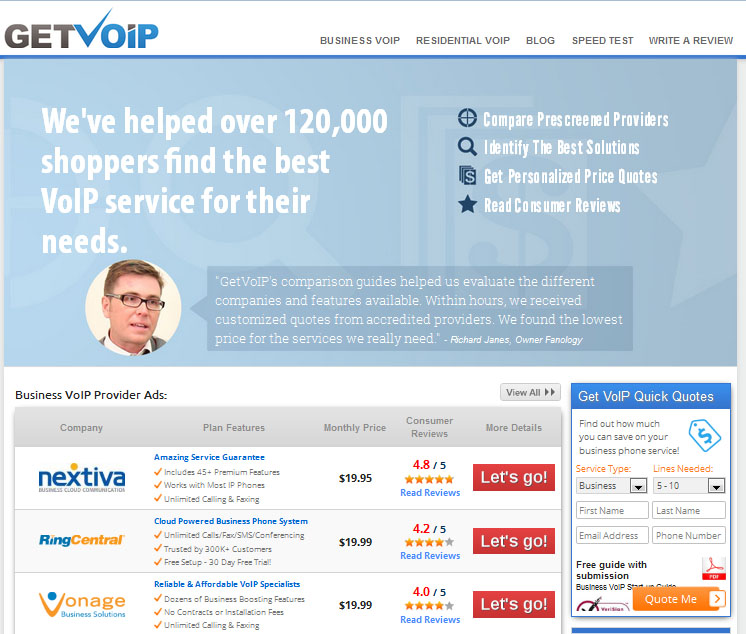 GETVOIP
BUSINESS VOIP RESIDENTIAL VOIP BLOG SPEED TEST WRITE A REVIEW
We've helped over 120,000
shoppers find the best
VoIP service for their
needs.
Compare Prescreened Providers
Identify The Best Solutions
Get Personalized Price Quotes
Read Consumer Reviews
"GetVoIP's comparison guides helped us evaluate the different
companies and features available. Within hours, we received
customized quotes from accredited providers. We found the lowest
price for the services we really need." - Richard Janes, Owner Fanology
Business VoIP Provider Ads:
View All
Company Plan Features Monthly Price Consumer Reviews More Details
nextiva
BUSINESS CLOUD COMMUNICATION
Amazing Service Guarantee
Includes 45+ Premium Features
Works with Most IP Phones
Unlimited Calling & Faxing
$19.95
4.8 / 5
Read Reviews
Let's go!
RingCentral
Cloud Powered Business Phone System
Unlimited Calls/Fax/SMS/Conferencing
Trusted by 300K+ Customers
Free Setup - 30 Day Free Trial!
$19.99
4.2 / 5
Read Reviews
Let's go!
Vonage
Business Solutions
Reliable & Affordable VoIP Specialists
Dozens of Business Boosting Features
No Contracts or Installation Fees
Unlimited Calling & Faxing
$19.99
4.0 / 5
Read Reviews
Let's go!
Get VoIP Quick Quotes
Find out how much
you can save on your
business phone service!
Service Type: Lines Needed:
Business 5 - 10
First Name Last Name
Email Address Phone Number
Free guide with
submission
PDF
Business VoIP Start-up Guide
VeriSign
Quote Me